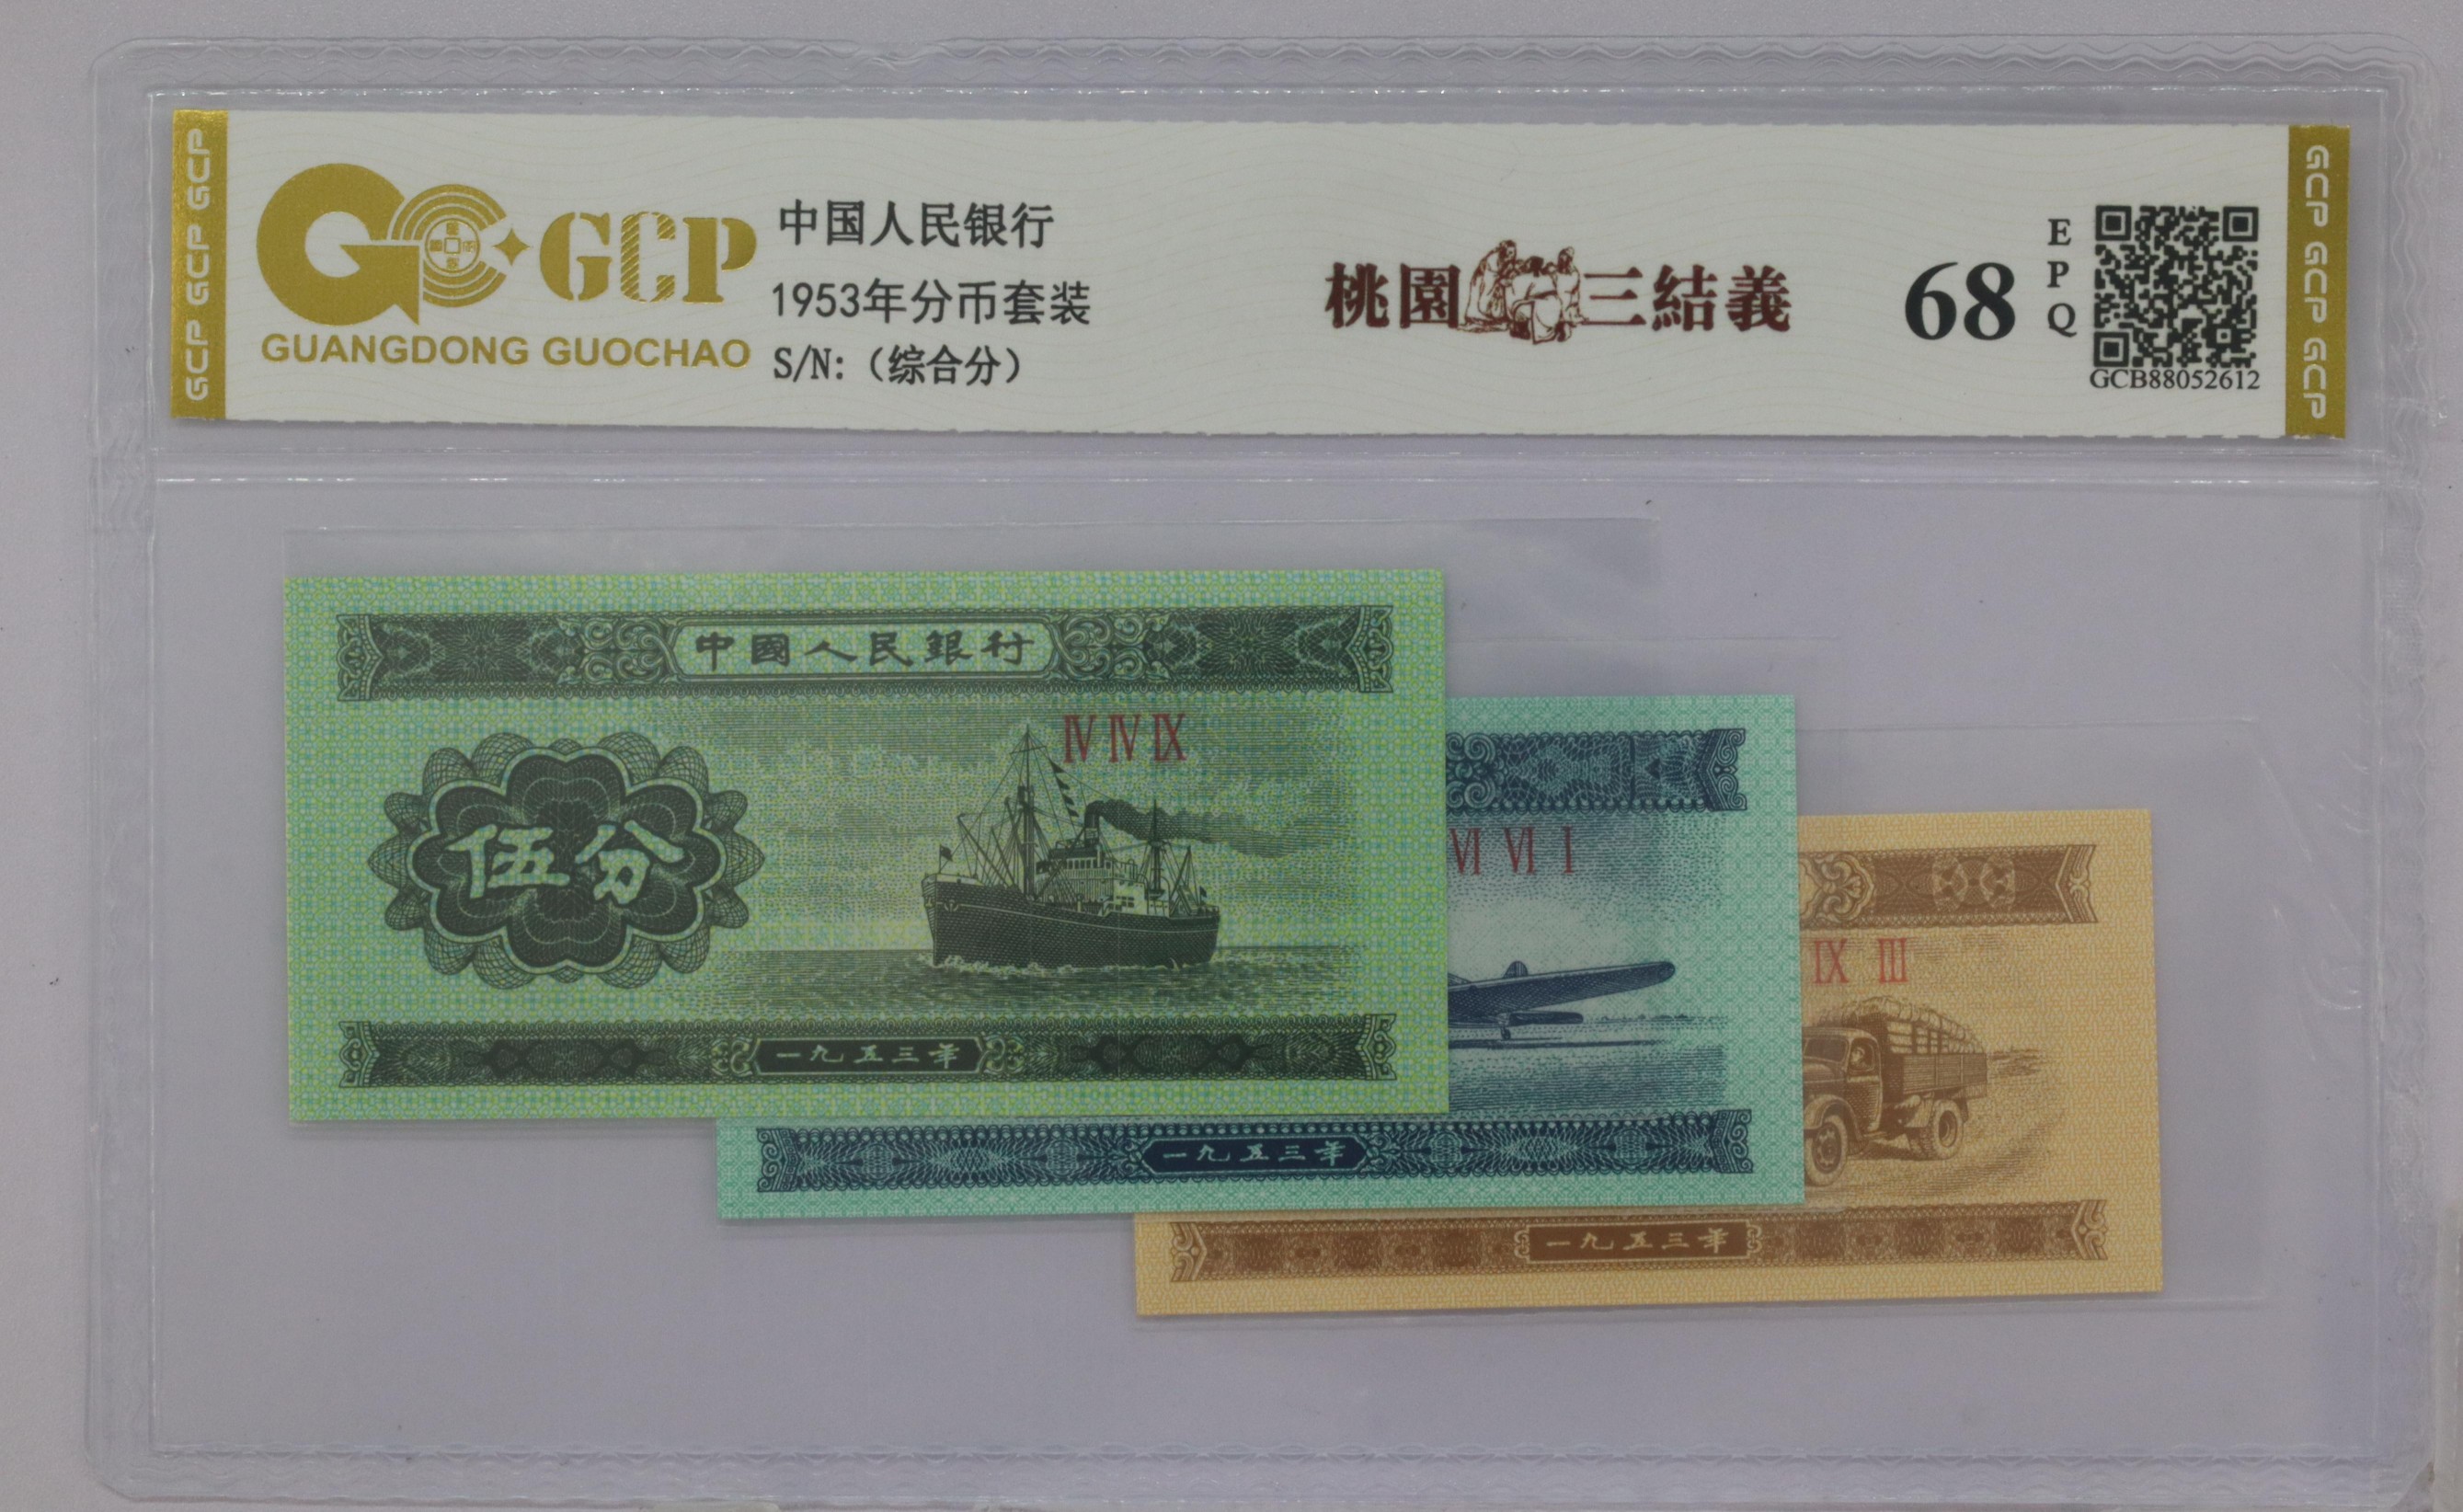 GCP GCP GCP
GCP
GUANGDONG GUOCHAO
中国人民银行
1953年分币套装
S/N:（综合分）
桃園三結義
68
EPQ
GCB88052612
GCP GCP GCP
中國人民銀行
ⅣⅣⅨ
伍分
一九五三年
Ⅵ Ⅵ Ⅰ
一九五三年
Ⅸ Ⅲ
一九五三年